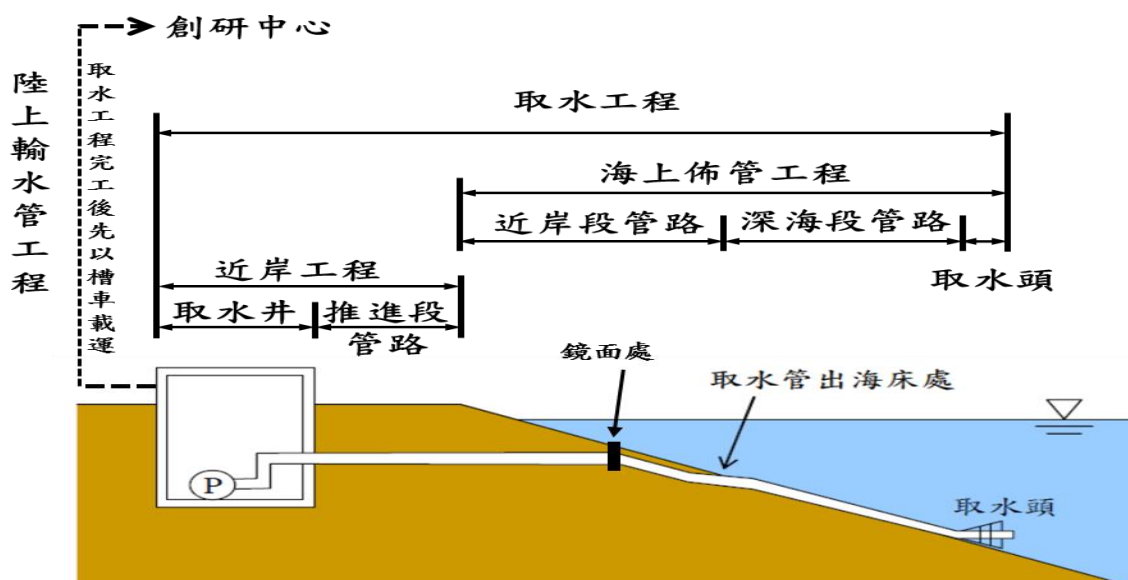 創研中心
陸上輸水管工程
取水工程完工後先以槽車載運
取水工程
海上佈管工程
近岸段管路
深海段管路
取水頭
近岸工程
取水井
推進段
管路
鏡面處
取水管出海床處
P
取水頭